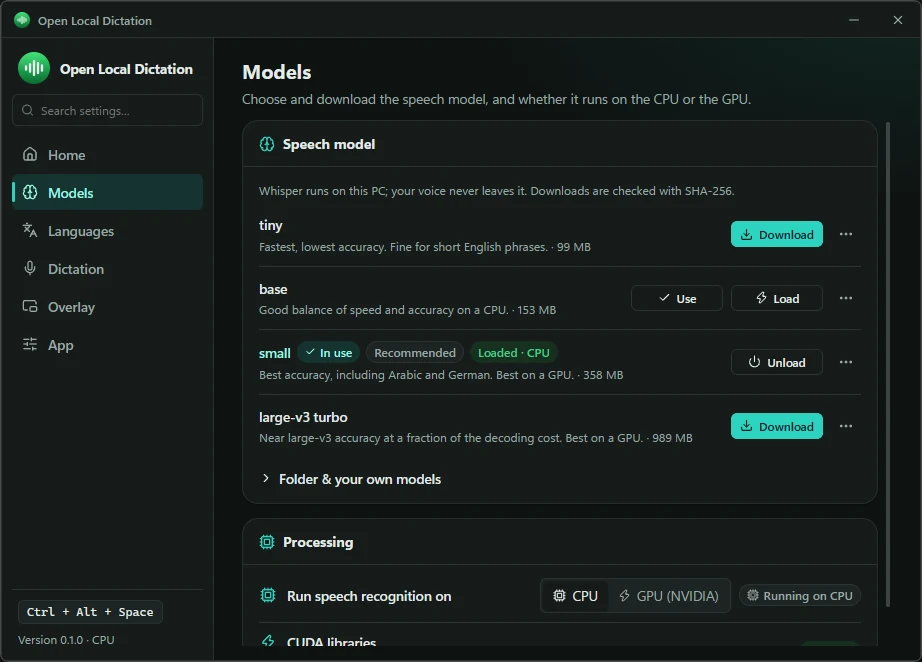 Open Local Dictation
Open Local Dictation
Search settings...
Home
Models
Languages
Dictation
Overlay
App
Ctrl + Alt + Space
Version 0.1.0 · CPU
Models
Choose and download the speech model, and whether it runs on the CPU or the GPU.
Speech model
Whisper runs on this PC; your voice never leaves it. Downloads are checked with SHA-256.
tiny
Fastest, lowest accuracy. Fine for short English phrases. · 99 MB
Download
base
Good balance of speed and accuracy on a CPU. · 153 MB
Use
Load
small In use Recommended Loaded · CPU
Best accuracy, including Arabic and German. Best on a GPU. · 358 MB
Unload
large-v3 turbo
Near large-v3 accuracy at a fraction of the decoding cost. Best on a GPU. · 989 MB
Download
Folder & your own models
Processing
Run speech recognition on
CPU GPU (NVIDIA) Running on CPU
CUDA libraries